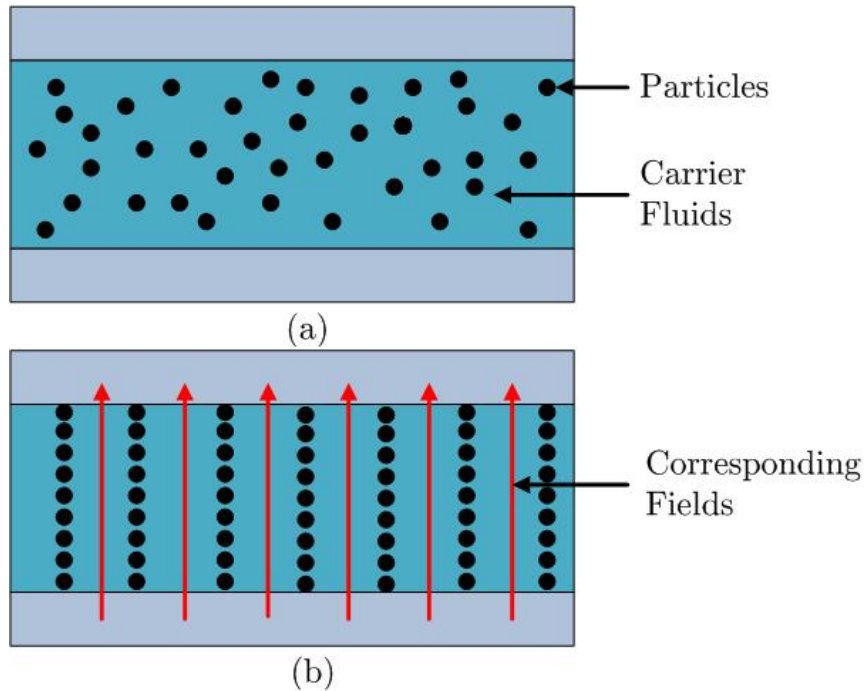 Particles
Carrier
Fluids
(a)
Corresponding
Fields
(b)